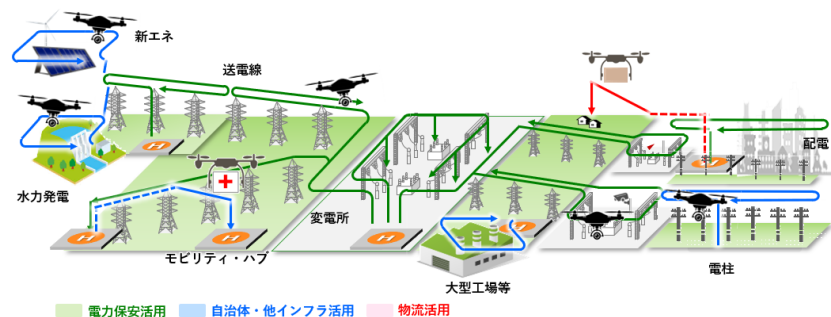 新エネ
送電線
配電
水力発電
変電所
モビリティ・ハブ
大型工場等
電柱
H
H
H
H
H
電力保安活用
自治体・他インフラ活用
物流活用